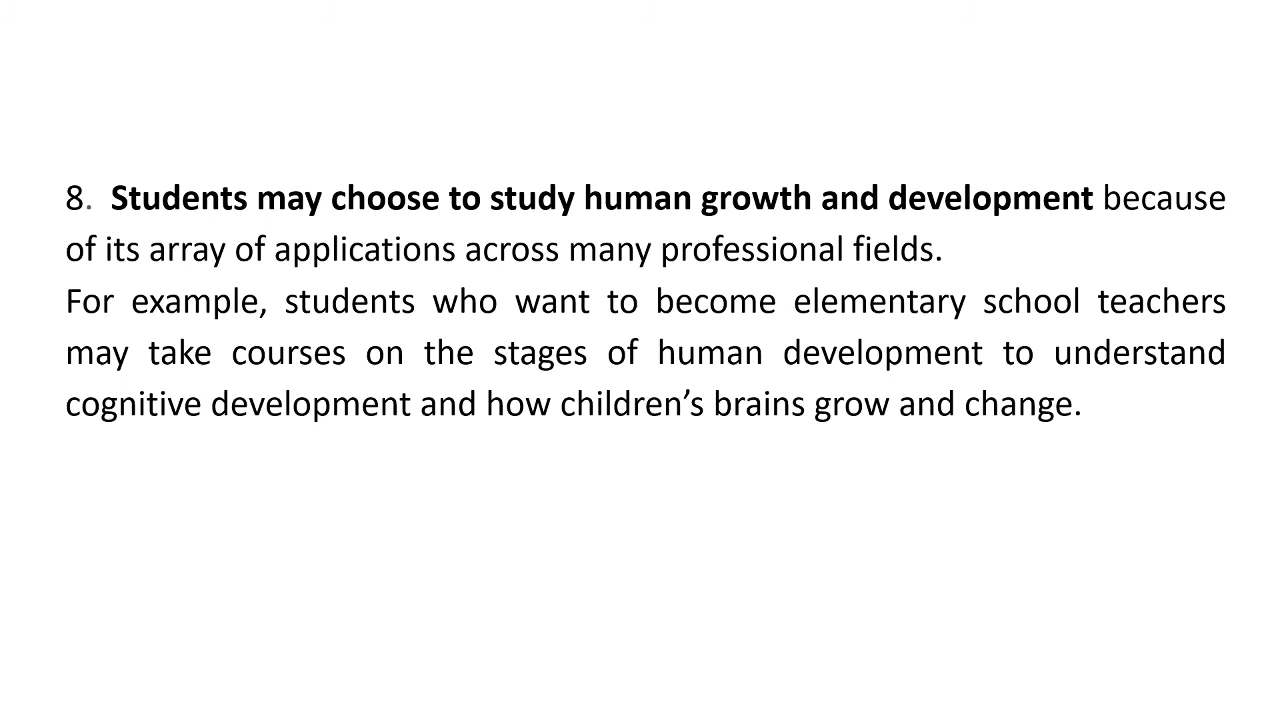 8. Students may choose to study human growth and development because
of its array of applications across many professional fields.
For example, students who want to become elementary school teachers
may take courses on the stages of human development to understand
cognitive development and how children’s brains grow and change.